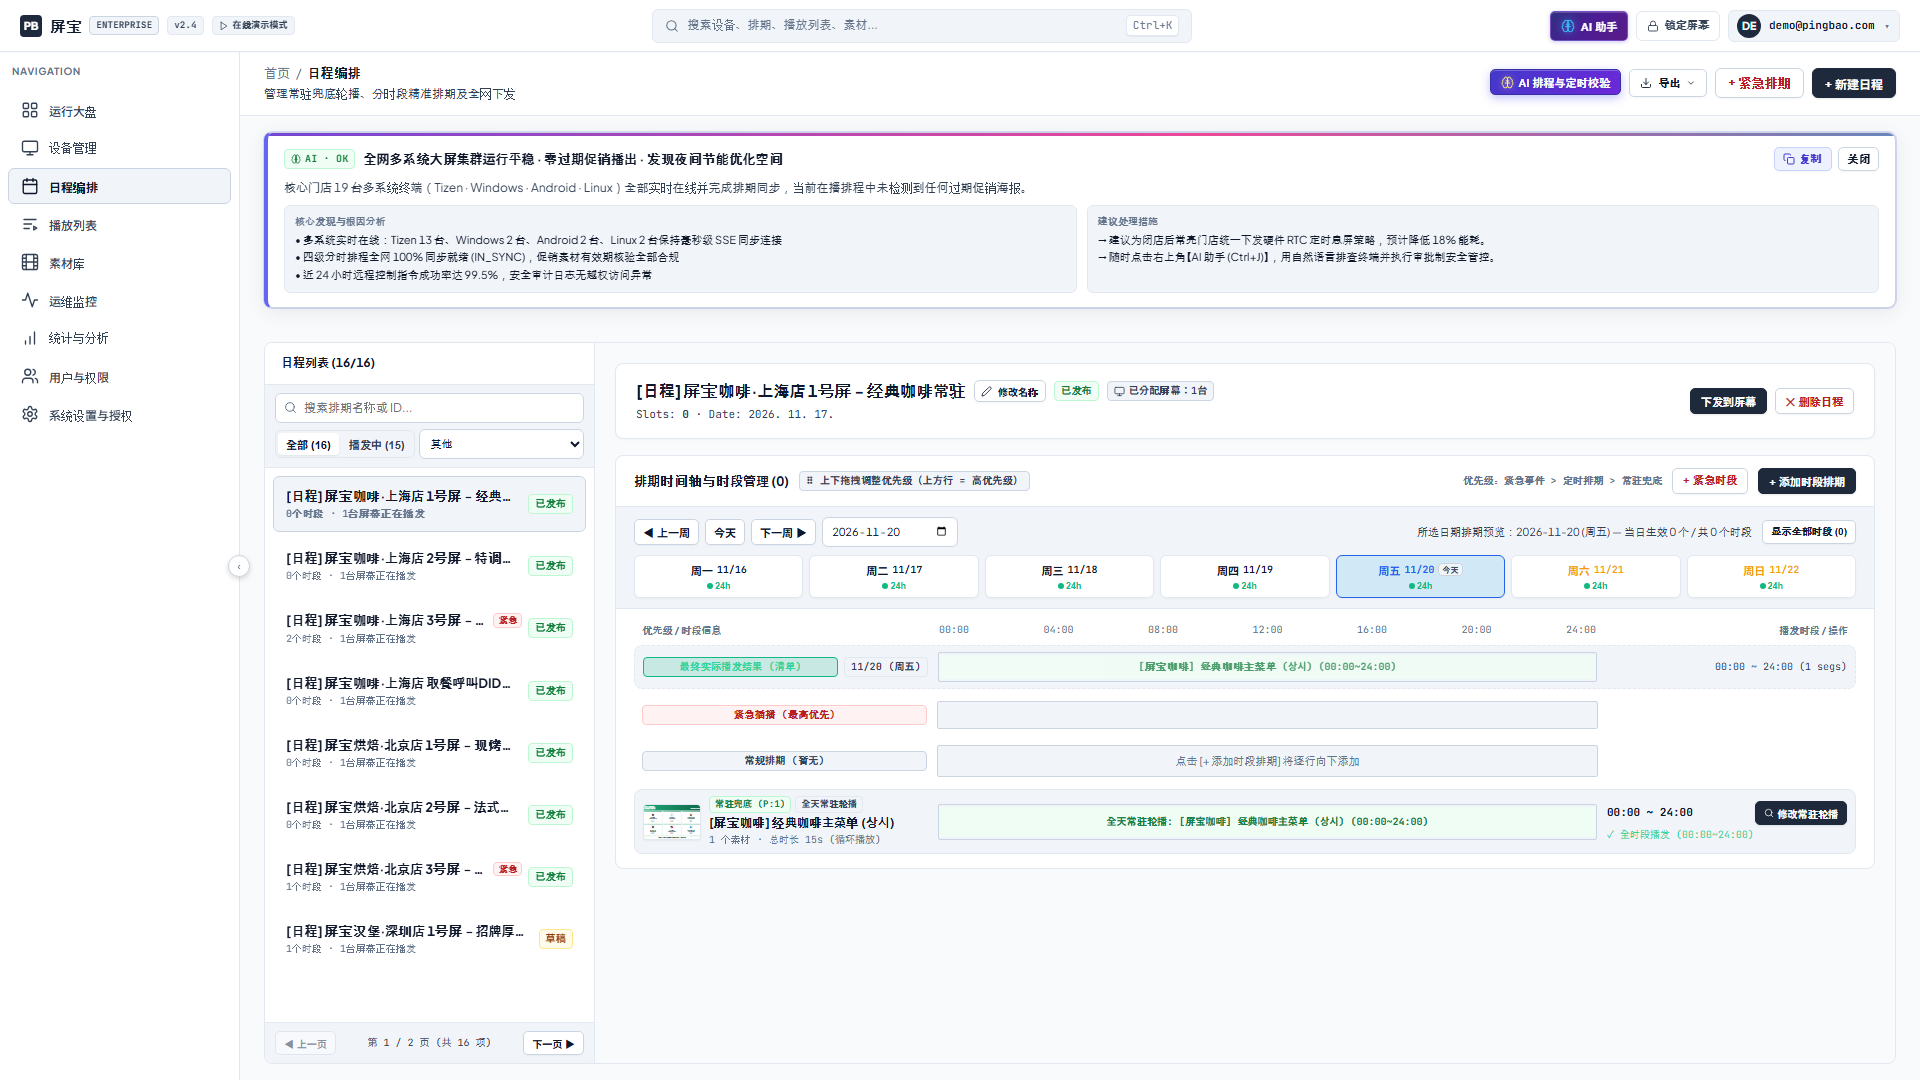 PB 屏宝 ENTERPRISE v2.4 ▷ 在线演示模式
搜索设备、排期、播放列表、素材... Ctrl+K
AI 助手 锁定屏幕 DE demo@pingbao.com
NAVIGATION
运行大盘
设备管理
日程编排
播放列表
素材库
运维监控
统计与分析
用户与权限
系统设置与授权
首页 / 日程编排
管理常驻兜底轮播、分时段精准排期及全网下发
AI 排程与定时校验 导出 + 紧急排期 + 新建日程
AI · OK 全网多系统大屏集群运行平稳 · 零过期促销播出 · 发现夜间节能优化空间
复制 关闭
核心门店 19 台多系统终端（Tizen · Windows · Android · Linux）全部实时在线并完成排期同步，当前在播排程中未检测到任何过期促销海报。
核心发现与根因分析
• 多系统实时在线：Tizen 13 台、Windows 2 台、Android 2 台、Linux 2 台保持毫秒级 SSE 同步连接
• 四级分时排程全网 100% 同步就绪 (IN_SYNC)，促销素材有效期核验全部合规
• 近 24 小时远程控制指令成功率达 99.5%，安全审计日志无越权访问异常
建议处理措施
→ 建议为闭店后常亮门店统一下发硬件 RTC 定时息屏策略，预计降低 18% 能耗。
→ 随时点击右上角【AI 助手 (Ctrl+J)】，用自然语言排查终端并执行审批制安全管控。
日程列表 (16/16)
搜索排期名称或 ID...
全部 (16) 播发中 (15) 其他
[日程] 屏宝咖啡·上海店 1号屏 – 经典... 已发布
0个时段 · 1台屏幕正在播发
[日程] 屏宝咖啡·上海店 2号屏 – 特调... 已发布
0个时段 · 1台屏幕正在播发
[日程] 屏宝咖啡·上海店 3号屏 – ... 紧急 已发布
2个时段 · 1台屏幕正在播发
[日程] 屏宝咖啡·上海店 取餐呼叫DID... 已发布
0个时段 · 1台屏幕正在播发
[日程] 屏宝烘焙·北京店 1号屏 – 现烤... 已发布
0个时段 · 1台屏幕正在播发
[日程] 屏宝烘焙·北京店 2号屏 – 法式... 已发布
0个时段 · 1台屏幕正在播发
[日程] 屏宝烘焙·北京店 3号屏 – ... 紧急 已发布
1个时段 · 1台屏幕正在播发
[日程] 屏宝汉堡·深圳店 1号屏 – 招牌厚... 草稿
1个时段 · 1台屏幕正在播发
◀ 上一页 第 1 / 2 页 (共 16 项) 下一页 ▶
[日程] 屏宝咖啡·上海店 1号屏 – 经典咖啡常驻 修改名称 已发布 已分配屏幕：1台
Slots: 0 · Date: 2026. 11. 17.
下发到屏幕 ✕ 删除日程
排期时间轴与时段管理 (0) ⠿ 上下拖拽调整优先级（上方行 = 高优先级）
优先级: 紧急事件 > 定时排期 > 常驻兜底 + 紧急时段 + 添加时段排期
◀ 上一周 今天 下一周 ▶ 2026-11-20
所选日期排期预览：2026-11-20 (周五) — 当日生效 0 个 / 共 0 个时段 显示全部时段 (0)
周一 11/16 周二 11/17 周三 11/18 周四 11/19 周五 11/20 今天 周六 11/21 周日 11/22
24h 24h 24h 24h 24h 24h 24h
优先级 / 时段信息 00:00 04:00 08:00 12:00 16:00 20:00 24:00 播发时段 / 操作
最终实际播发结果 (清单) 11/20 (周五) [屏宝咖啡] 经典咖啡主菜单 (상시) (00:00~24:00) 00:00 ~ 24:00 (1 segs)
紧急插播（最高优先）
常规排期（暂无） 点击 [+ 添加时段排期] 将逐行向下添加
常驻兜底 (P:1) 全天常驻轮播
[屏宝咖啡] 经典咖啡主菜单 (상시)
1 个素材 · 总时长 15s (循环播放)
全天常驻轮播: [屏宝咖啡] 经典咖啡主菜单 (상시) (00:00~24:00)
00:00 ~ 24:00 修改常驻轮播
✓ 全时段播发 (00:00~24:00)